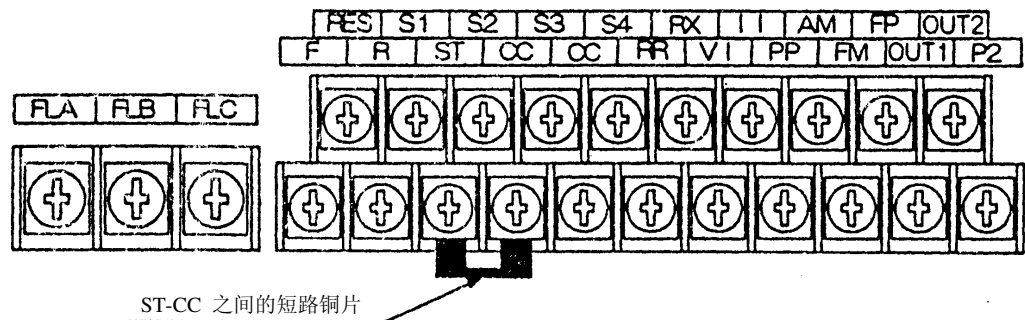 RES S1 S2 S3 S4 RX II AM FP OUT2
F R ST CC CC RR VI PP FM OUT1 P2
FLA FLB FLC
ST-CC 之间的短路铜片